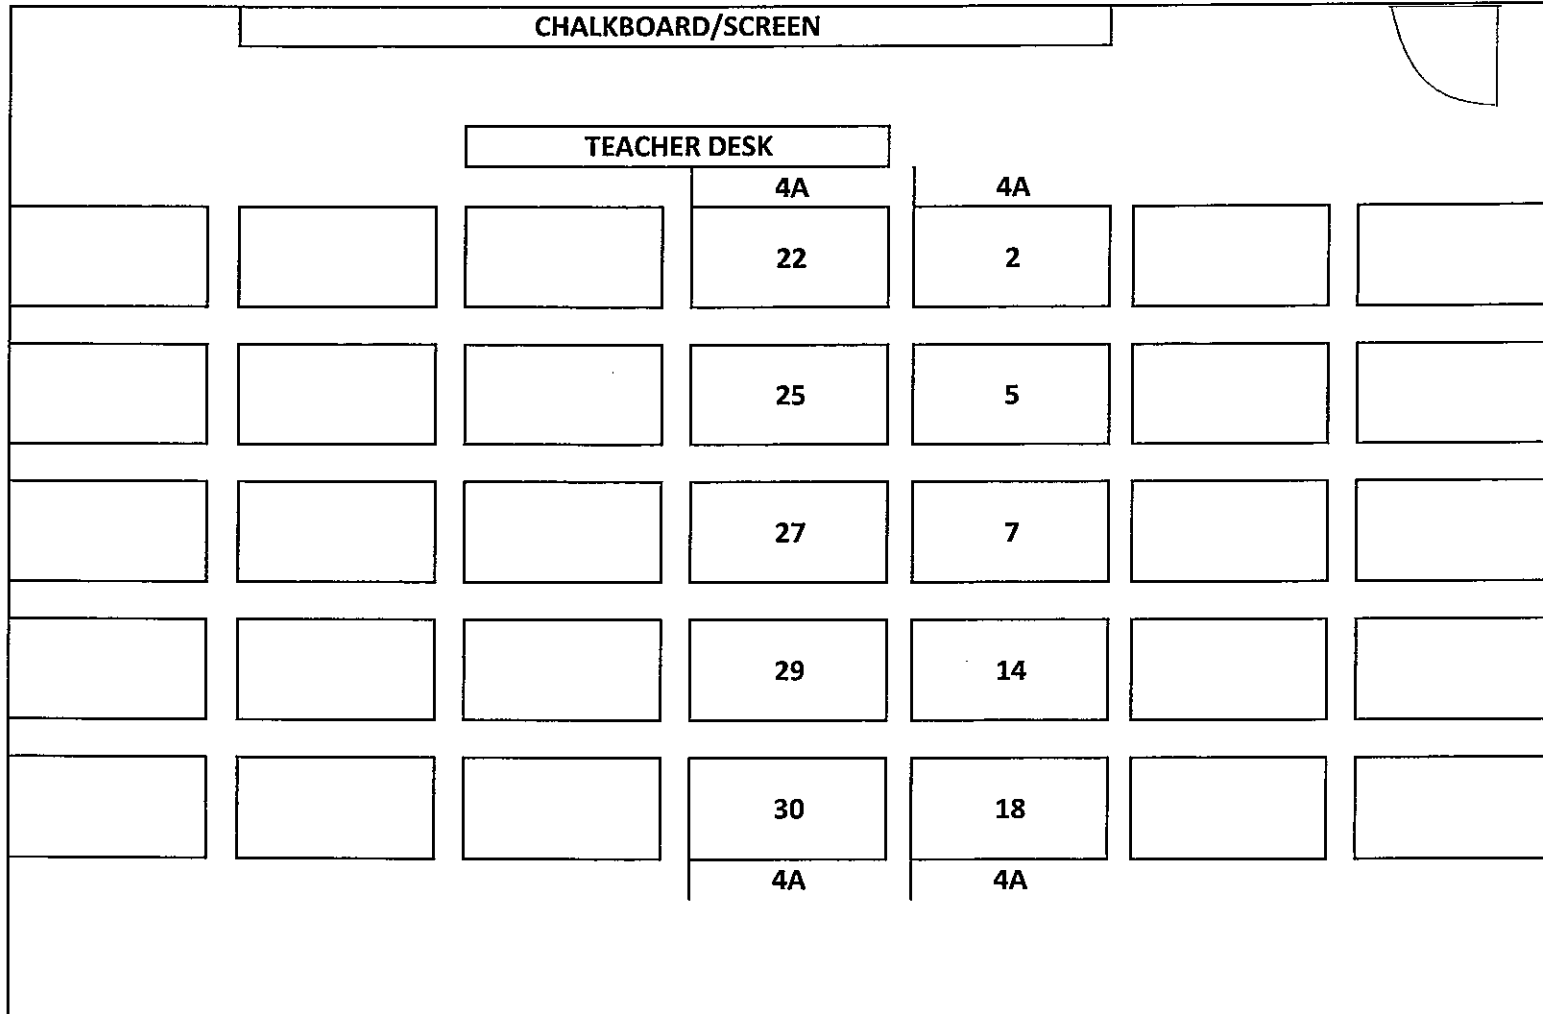 CHALKBOARD/SCREEN
TEACHER DESK
4A 4A
22 2
25 5
27 7
29 14
30 18
4A 4A